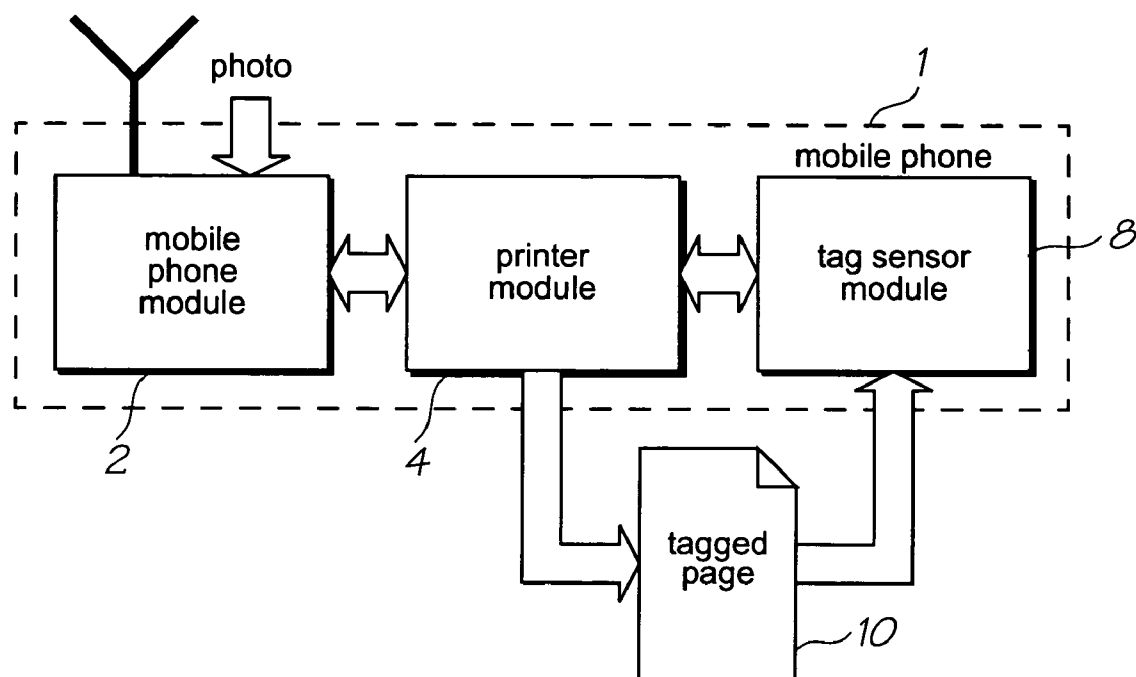 photo
1
mobile phone
mobile
phone
module
printer
module
tag sensor
module
8
2
4
tagged
page
10